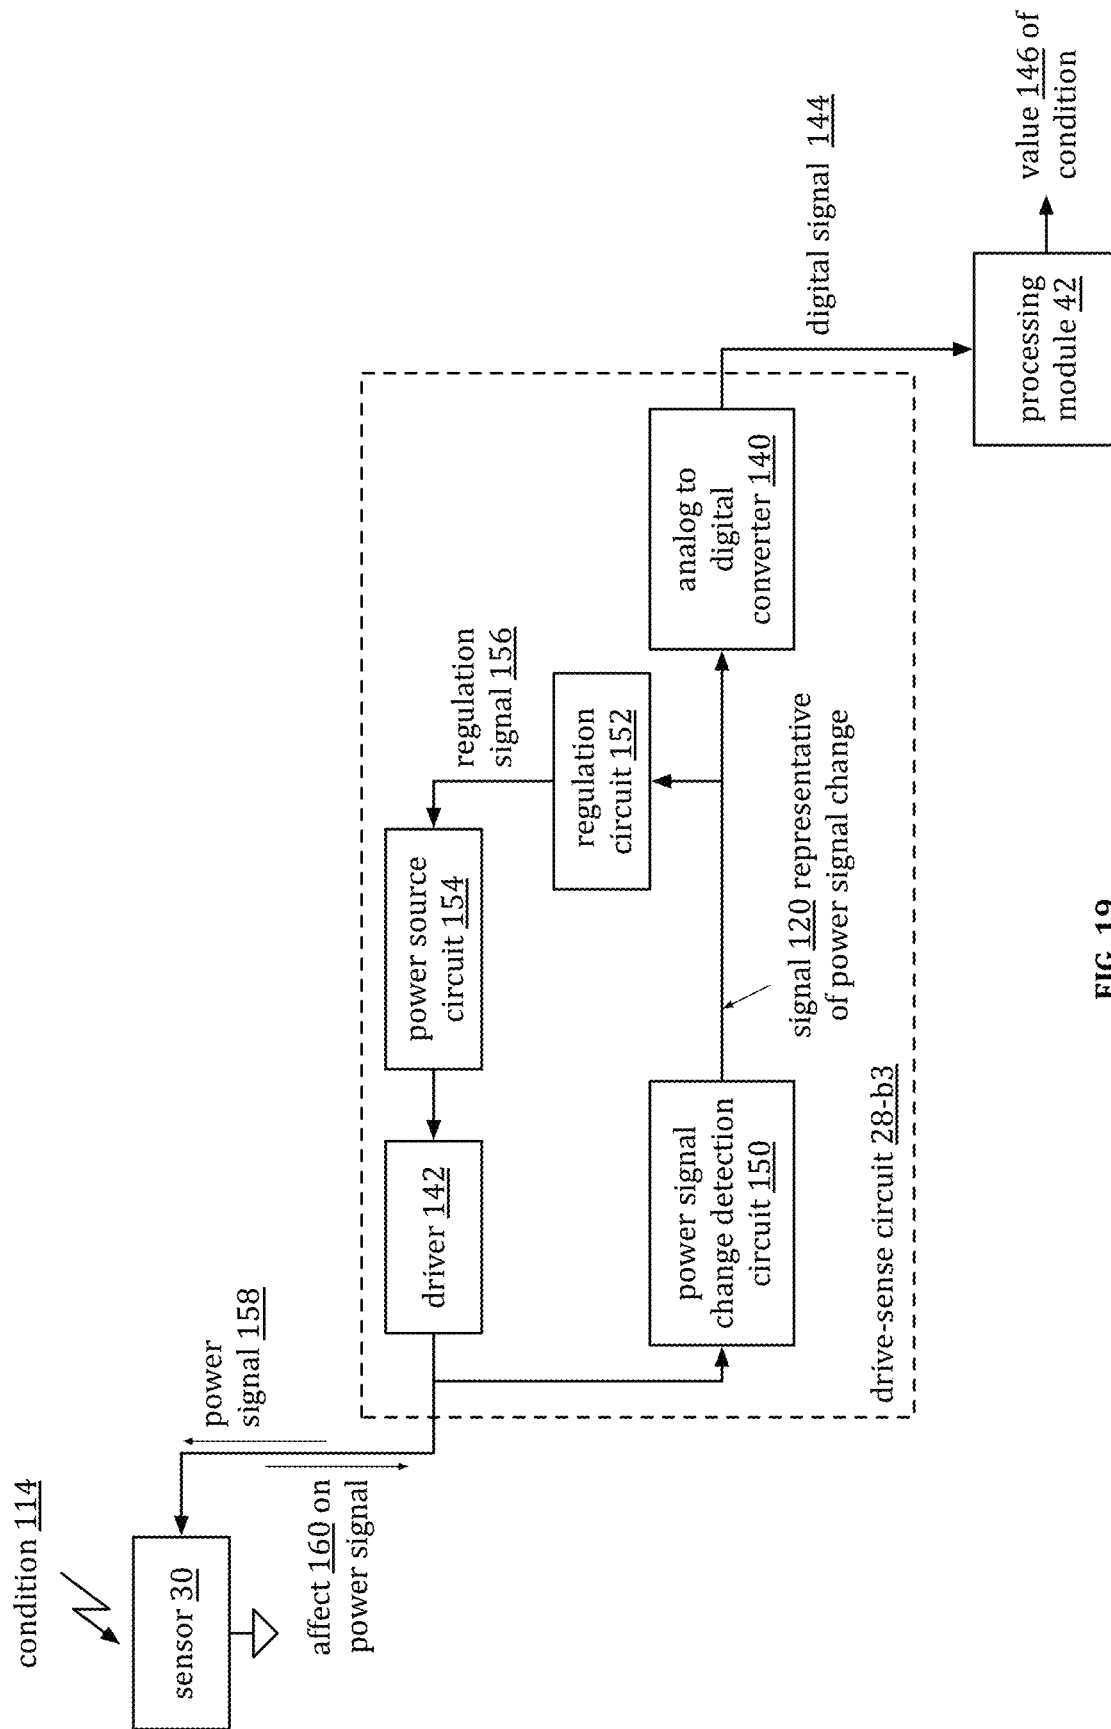 condition 114
sensor 30
affect 160 on
power signal
power
signal 158
driver 142
power source
circuit 154
regulation
signal 156
regulation
circuit 152
power signal
change detection
circuit 150
signal 120 representative
of power signal change
analog to
digital
converter 140
drive-sense circuit 28-b3
digital signal 144
processing
module 42
value 146 of
condition
FIG. 19